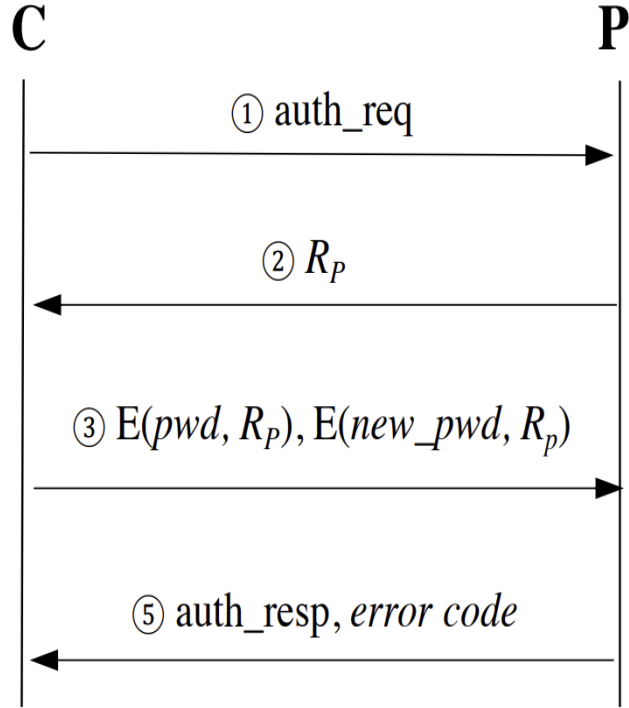 C P
① auth_req
② R_P
③ E(pwd, R_P), E(new_pwd, R_p)
⑤ auth_resp, error code